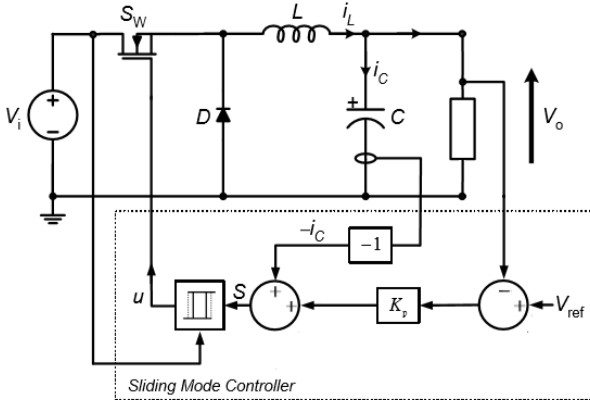 S_W
L
i_L
i_C
V_i
+
−
D
+
C
V_o
−i_C
−1
u
S
+
+
K_p
−
V_ref
Sliding Mode Controller